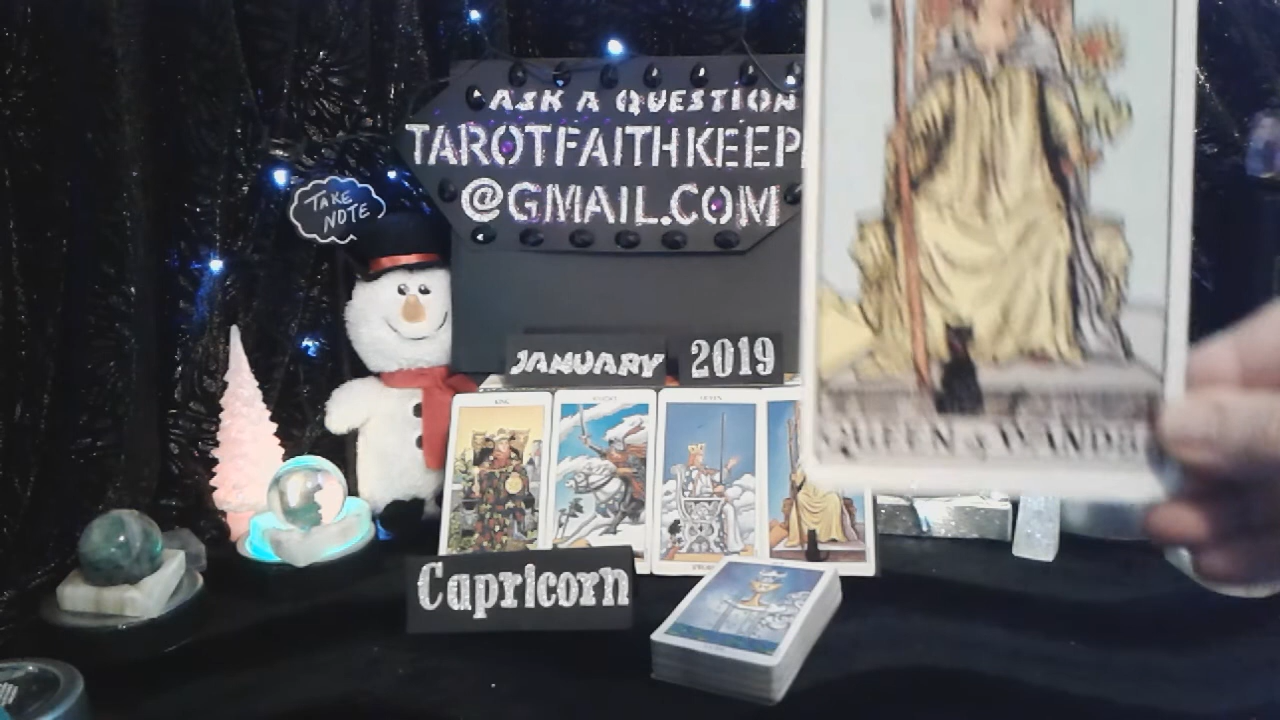 ASK A QUESTION
TAROTFAITHKEEP
@GMAIL.COM
TAKE
NOTE
JANUARY 2019
QUEEN of WANDS
Capricorn